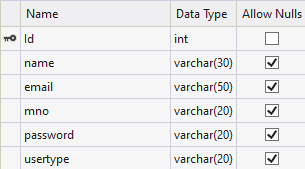 Name Data Type Allow Nulls
Id int
name varchar(30)
email varchar(50)
mno varchar(20)
password varchar(20)
usertype varchar(20)